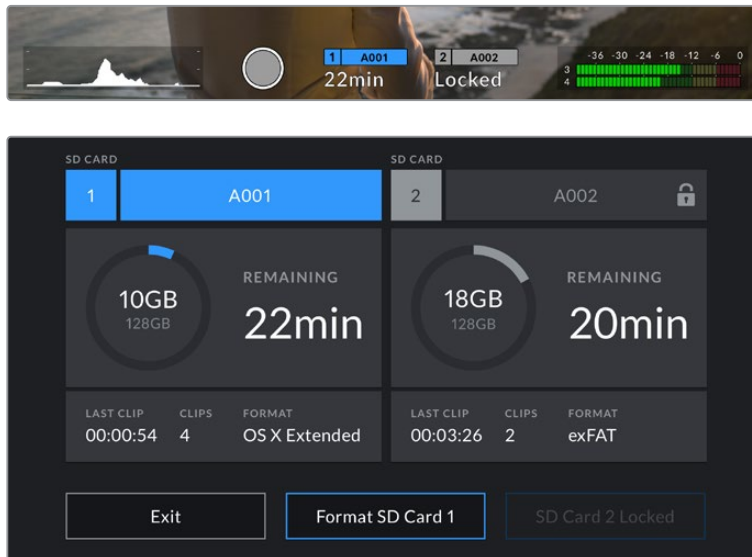 1 A001 2 A002 -36 -30 -24 -18 -12 -6 0
22min Locked 3
4
SD CARD SD CARD
1 A001 2 A002
REMAINING REMAINING
10GB 18GB
128GB 22min 128GB 20min
LAST CLIP CLIPS FORMAT LAST CLIP CLIPS FORMAT
00:00:54 4 OS X Extended 00:03:26 2 exFAT
Exit Format SD Card 1 SD Card 2 Locked